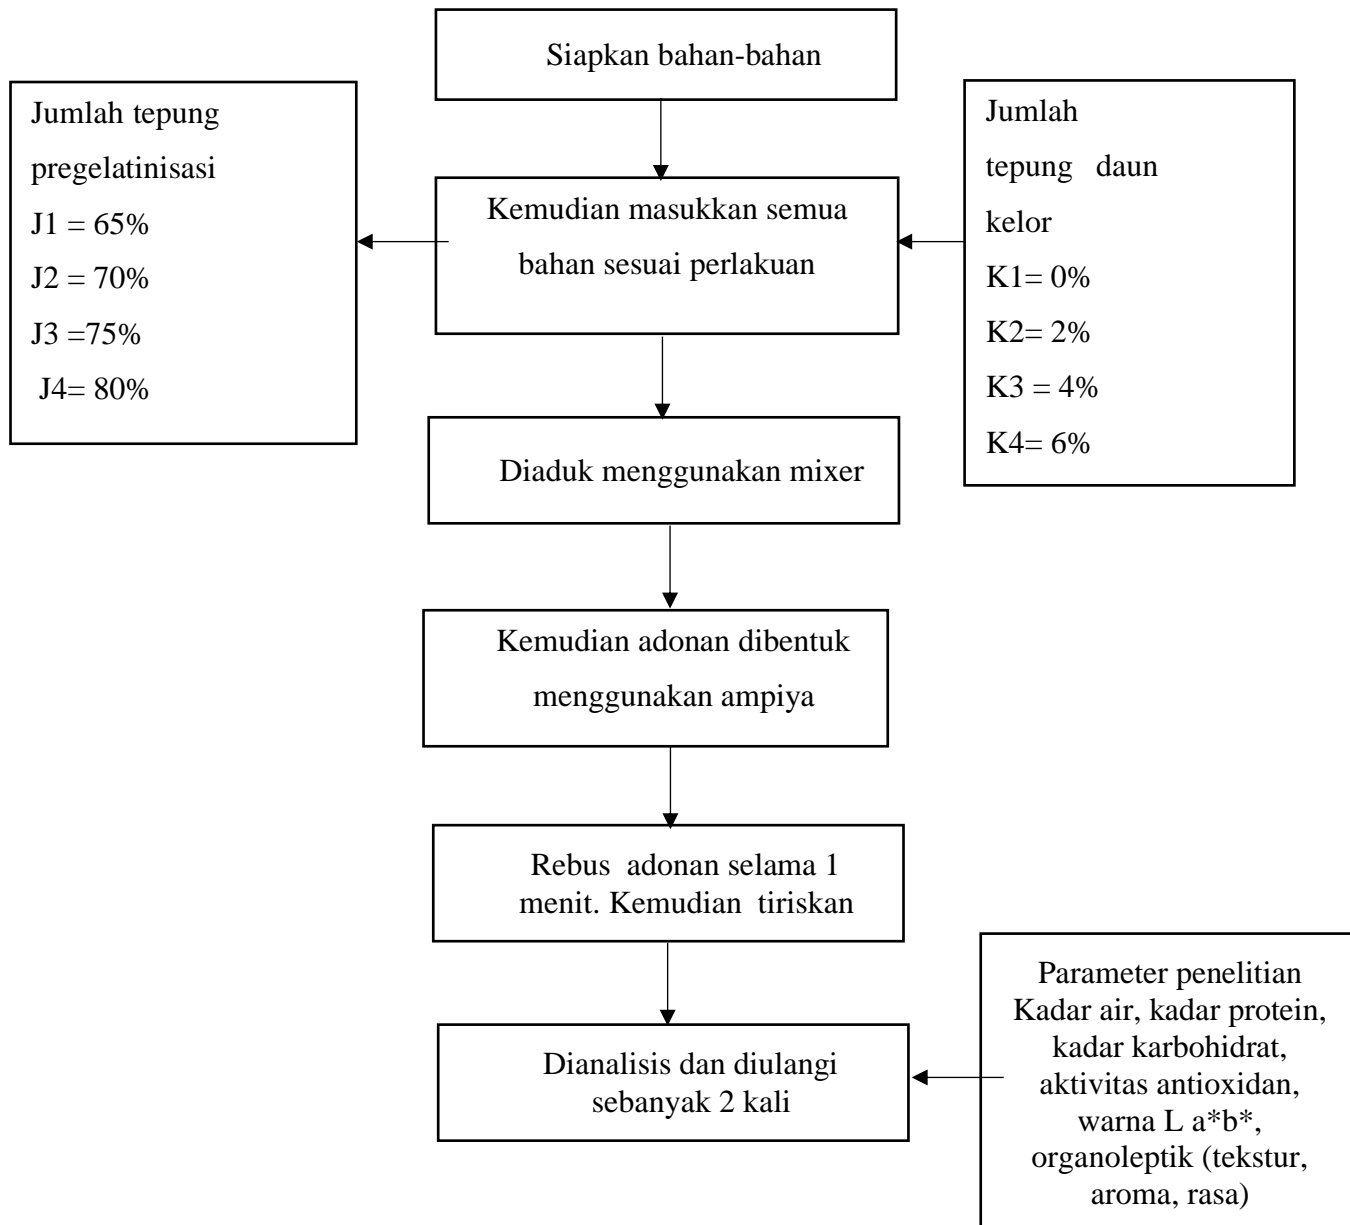 Siapkan bahan-bahan
Jumlah tepung
pregelatinisasi
J1 = 65%
J2 = 70%
J3 =75%
J4= 80%
Kemudian masukkan semua
bahan sesuai perlakuan
Jumlah
tepung daun
kelor
K1= 0%
K2= 2%
K3 = 4%
K4= 6%
Diaduk menggunakan mixer
Kemudian adonan dibentuk
menggunakan ampiya
Rebus adonan selama 1
menit. Kemudian tiriskan
Dianalisis dan diulangi
sebanyak 2 kali
Parameter penelitian
Kadar air, kadar protein,
kadar karbohidrat,
aktivitas antioxidan,
warna L a*b*,
organoleptik (tekstur,
aroma, rasa)